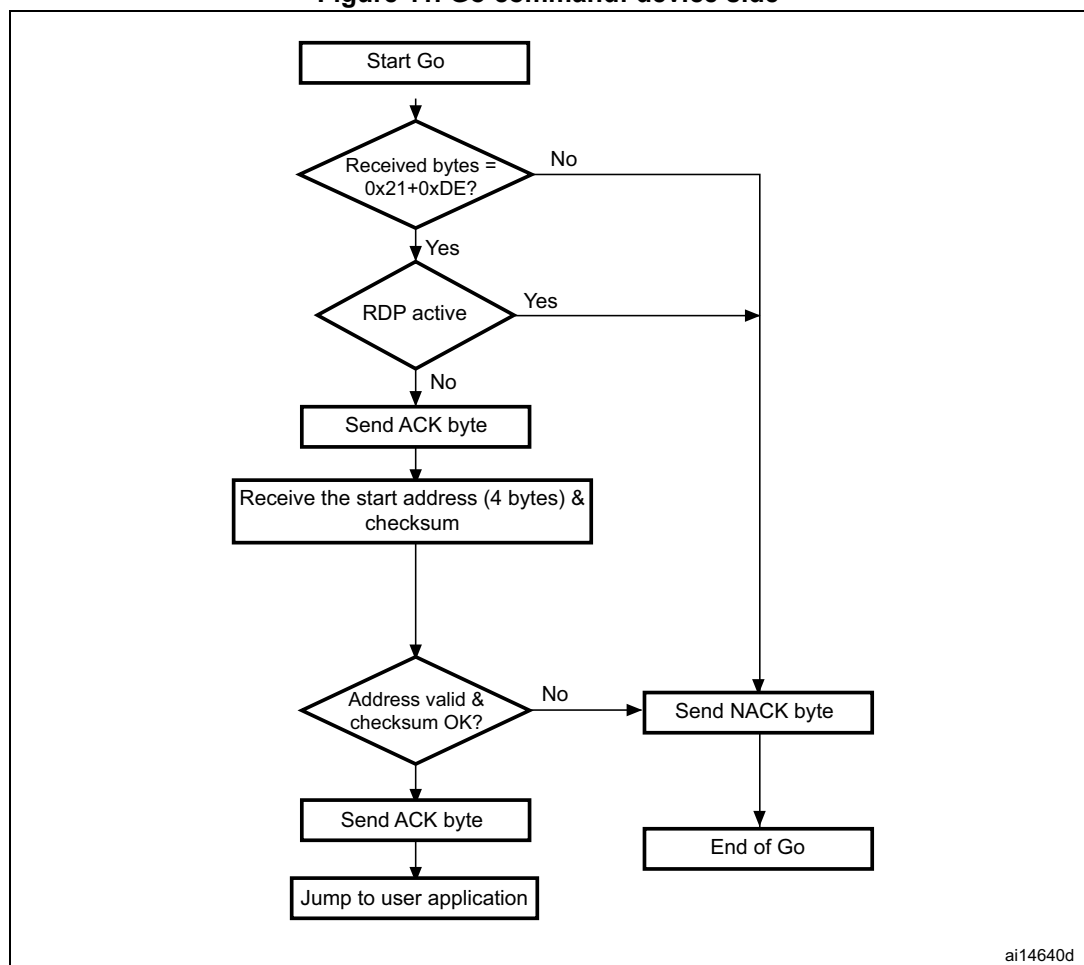 Start Go
Received bytes =
0x21+0xDE?
No
Yes
RDP active
Yes
No
Send ACK byte
Receive the start address (4 bytes) &
checksum
Address valid &
checksum OK?
No
Send NACK byte
Send ACK byte
End of Go
Jump to user application
ai14640d